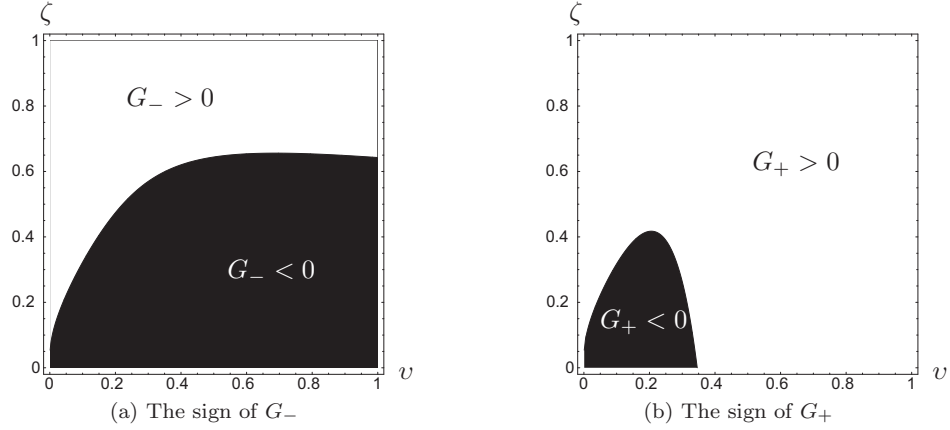 ζ
1
0.8
0.6
0.4
0.2
0
0 0.2 0.4 0.6 0.8 1
υ
G₋ > 0
G₋ < 0
(a) The sign of G₋
ζ
1
0.8
0.6
0.4
0.2
0
0 0.2 0.4 0.6 0.8 1
υ
G₊ > 0
G₊ < 0
(b) The sign of G₊